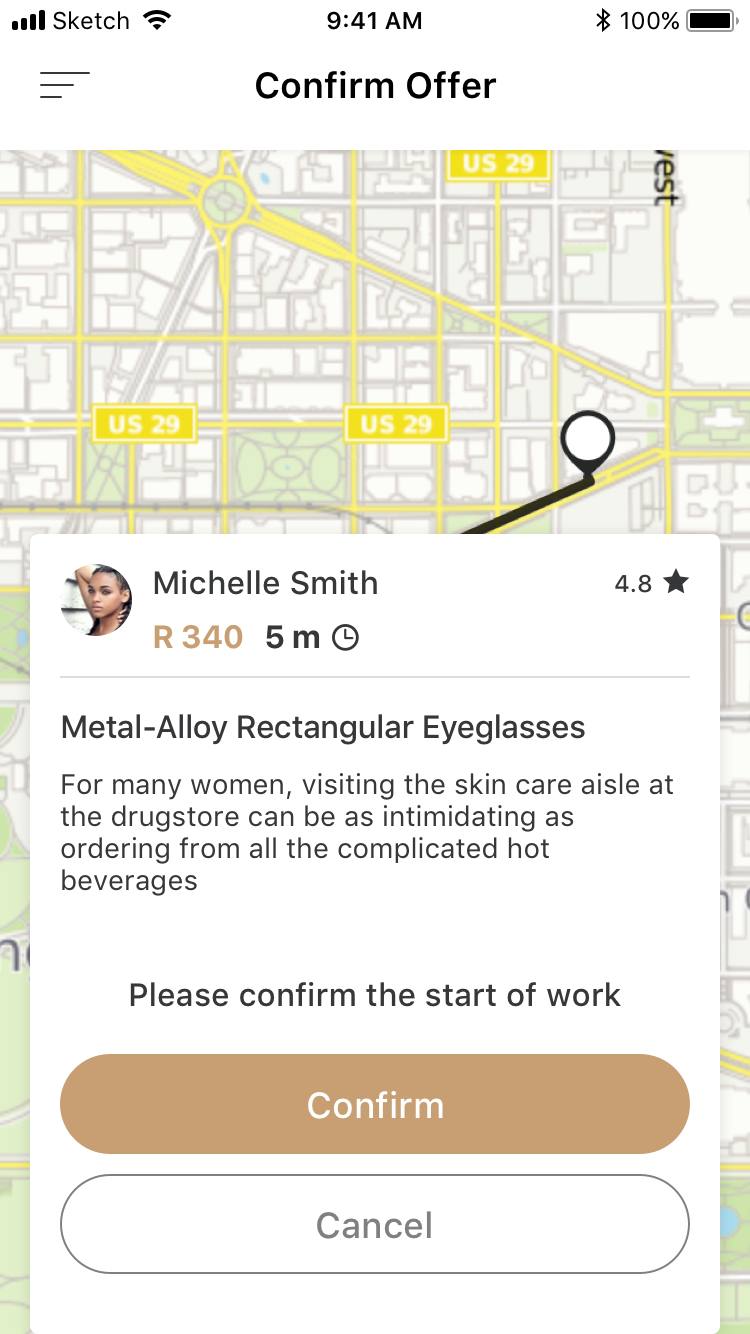 Sketch 9:41 AM 100%
Confirm Offer
US 29
west
US 29 US 29
Michelle Smith 4.8
R 340 5 m
Metal-Alloy Rectangular Eyeglasses
For many women, visiting the skin care aisle at
the drugstore can be as intimidating as
ordering from all the complicated hot
beverages
Please confirm the start of work
Confirm
Cancel